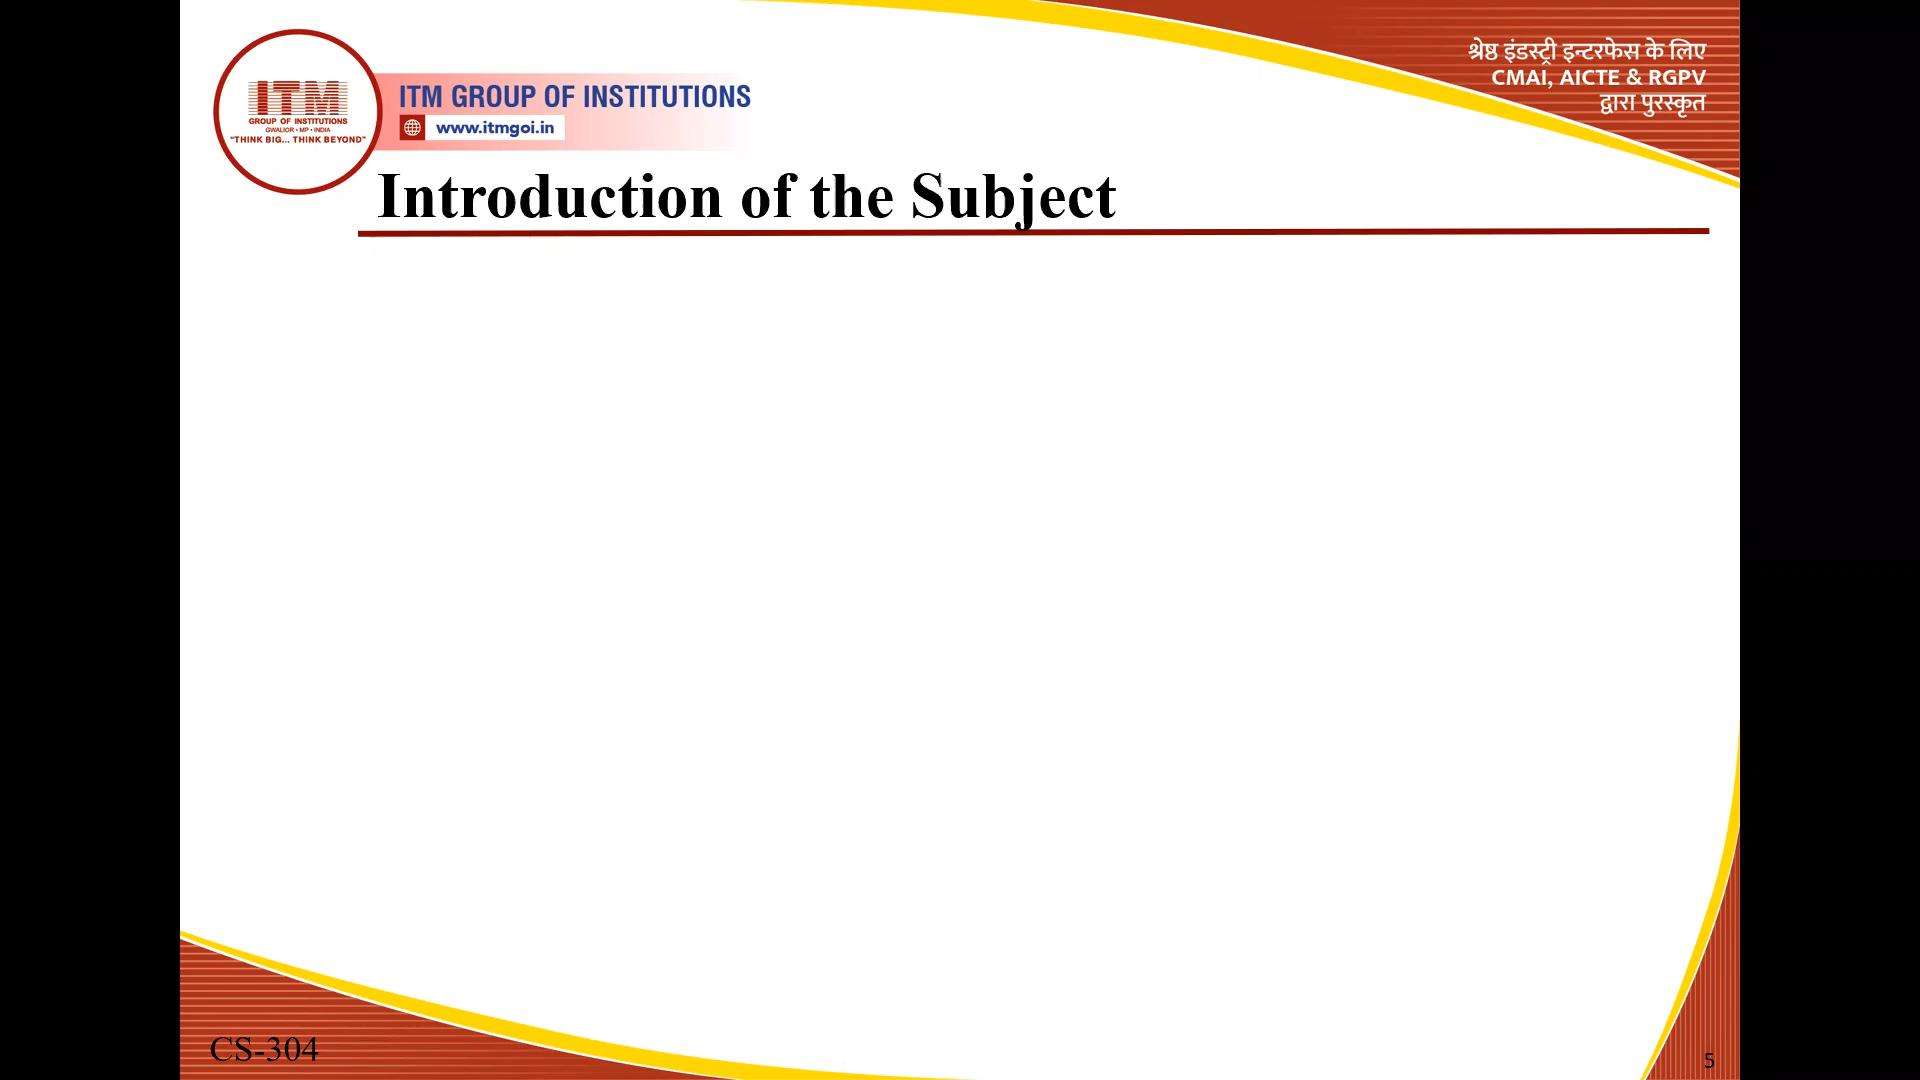 ITM
GROUP OF INSTITUTIONS
GWALIOR • MP • INDIA
"THINK BIG... THINK BEYOND"
ITM GROUP OF INSTITUTIONS
www.itmgoi.in
श्रेष्ठ इंडस्ट्री इन्टरफेस के लिए
CMAI, AICTE & RGPV
द्वारा पुरस्कृत
Introduction of the Subject
CS-304
5